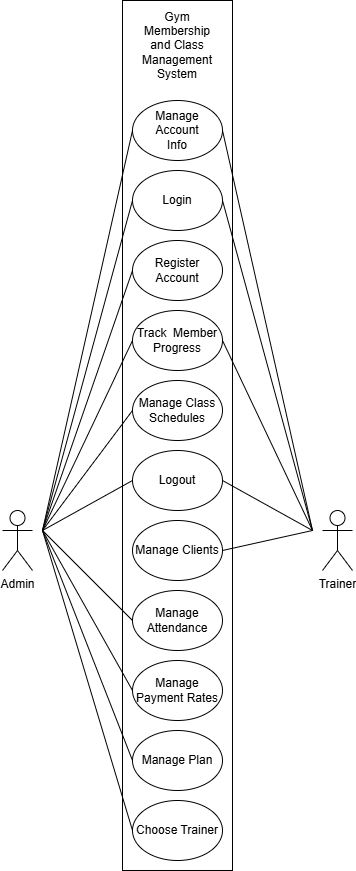 Gym
Membership
and Class
Management
System
Manage
Account
Info
Login
Register
Account
Track Member
Progress
Manage Class
Schedules
Logout
Manage Clients
Admin
Trainer
Manage
Attendance
Manage
Payment Rates
Manage Plan
Choose Trainer